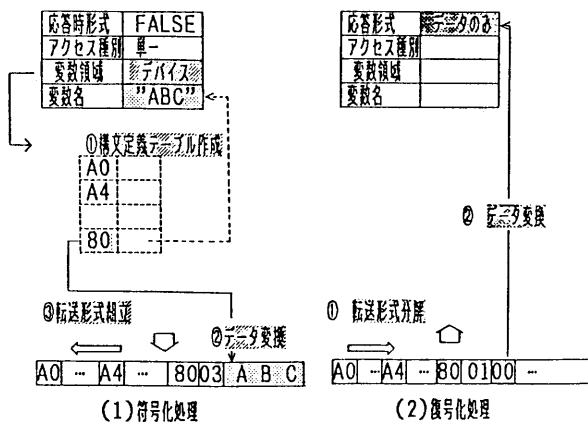 応答時形式 FALSE
アクセス種別 単一
変数領域 デバイス
変数名 "ABC"
①構文定義テーブル作成
A0
A4
80
③転送形式組立
②データ変換
A0 … A4 … 80 03 A B C
(1)符号化処理
応答形式 データのみ
アクセス種別
変数領域
変数名
② データ変換
① 転送形式分解
A0 … A4 … 80 01 00 …
(2)復号化処理